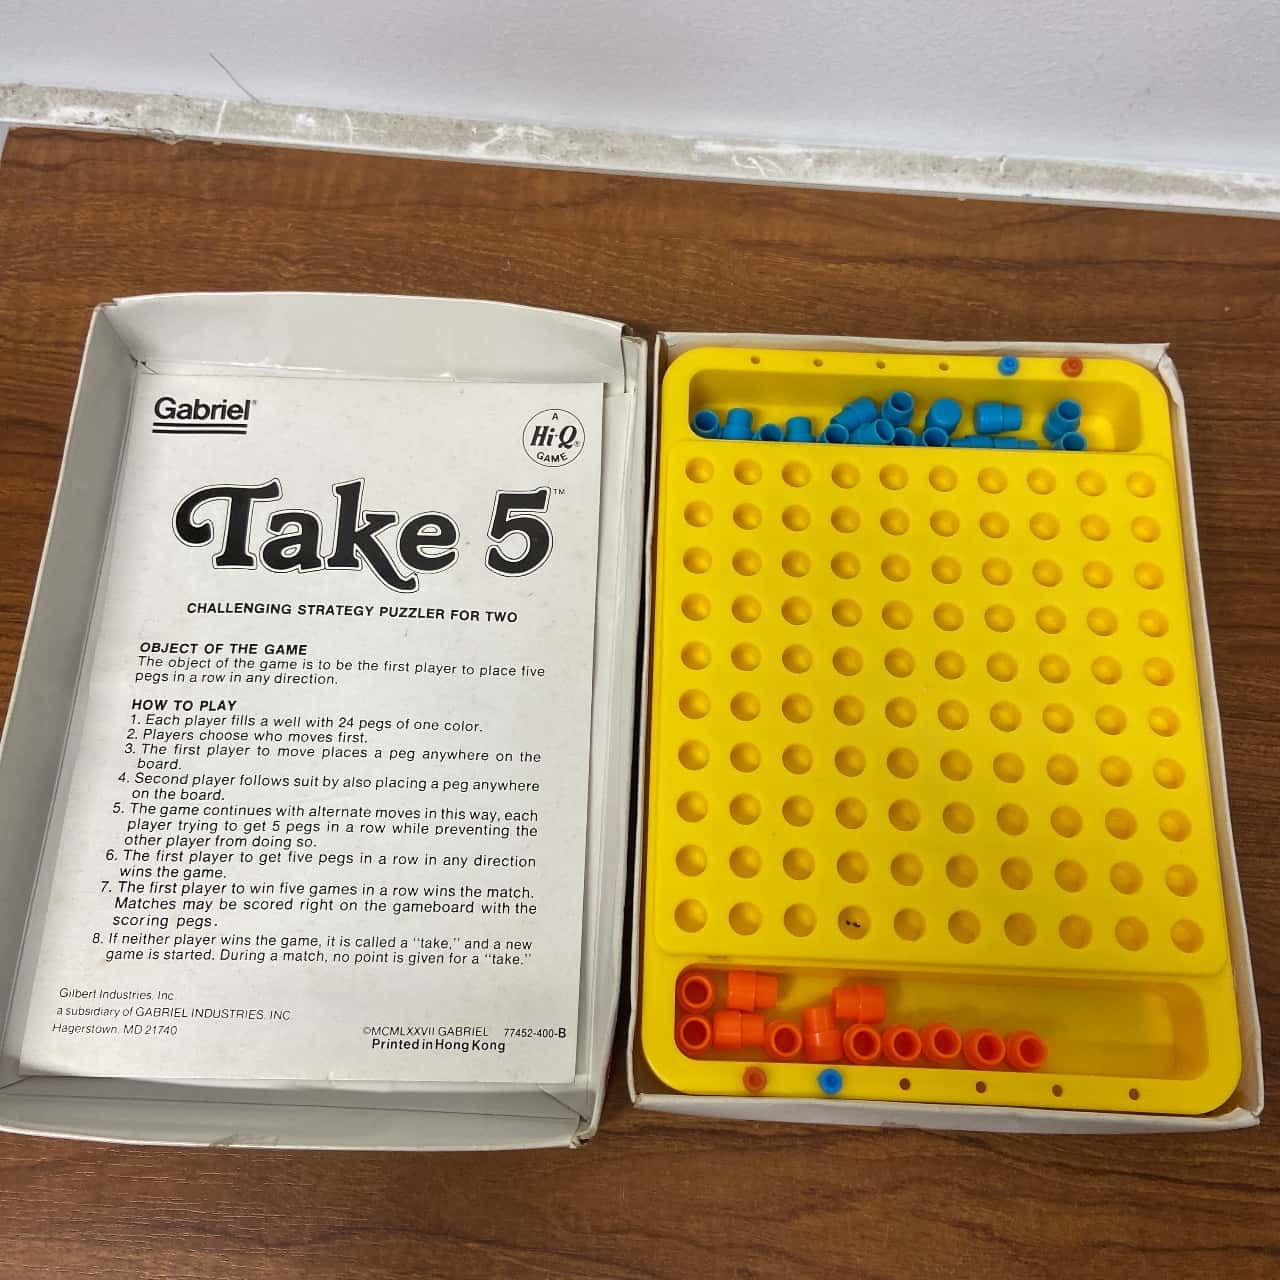 Gabriel®
A
Hi-Q®
GAME
Take 5™
CHALLENGING STRATEGY PUZZLER FOR TWO
OBJECT OF THE GAME
The object of the game is to be the first player to place five
pegs in a row in any direction.
HOW TO PLAY
1. Each player fills a well with 24 pegs of one color.
2. Players choose who moves first.
3. The first player to move places a peg anywhere on the
board.
4. Second player follows suit by also placing a peg anywhere
on the board.
5. The game continues with alternate moves in this way, each
player trying to get 5 pegs in a row while preventing the
other player from doing so.
6. The first player to get five pegs in a row in any direction
wins the game.
7. The first player to win five games in a row wins the match.
Matches may be scored right on the gameboard with the
scoring pegs.
8. If neither player wins the game, it is called a "take," and a new
game is started. During a match, no point is given for a "take."
Gilbert Industries, Inc.
a subsidiary of GABRIEL INDUSTRIES, INC.
Hagerstown, MD 21740
©MCMLXXVII GABRIEL 77452-400-B
Printed in Hong Kong